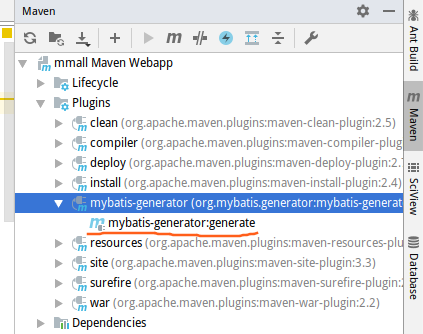 Maven
mmall Maven Webapp
Lifecycle
Plugins
clean (org.apache.maven.plugins:maven-clean-plugin:2.5)
compiler (org.apache.maven.plugins:maven-compiler-plug
deploy (org.apache.maven.plugins:maven-deploy-plugin:2.
install (org.apache.maven.plugins:maven-install-plugin:2.4)
mybatis-generator (org.mybatis.generator:mybatis-generat
mybatis-generator:generate
resources (org.apache.maven.plugins:maven-resources-plu
site (org.apache.maven.plugins:maven-site-plugin:3.3)
surefire (org.apache.maven.plugins:maven-surefire-plugin:
war (org.apache.maven.plugins:maven-war-plugin:2.2)
Dependencies
Ant Build
Maven
SciView
Database